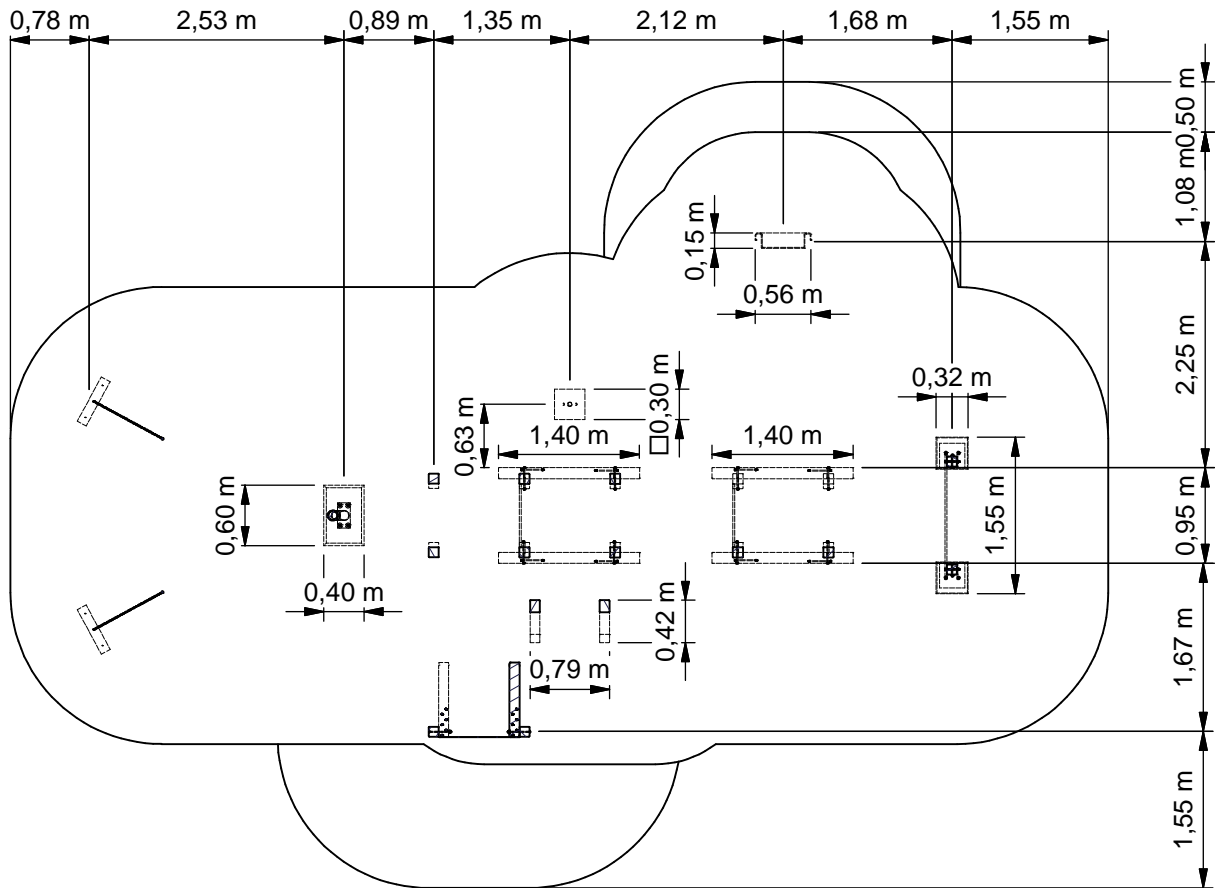 0,78 m
2,53 m
0,89 m
1,35 m
2,12 m
1,68 m
1,55 m
0,50 m
1,08 m
0,15 m
0,56 m
2,25 m
0,32 m
□0,30 m
0,63 m
1,40 m
1,40 m
0,60 m
1,55 m
0,95 m
0,40 m
0,42 m
0,79 m
1,67 m
1,55 m